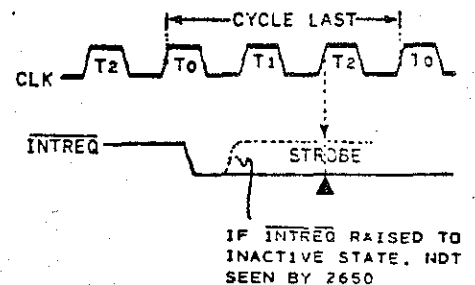 CYCLE LAST
CLK T2 T0 T1 T2 T0
INTREQ
STROBE
IF INTREQ RAISED TO
INACTIVE STATE. NOT
SEEN BY 2650